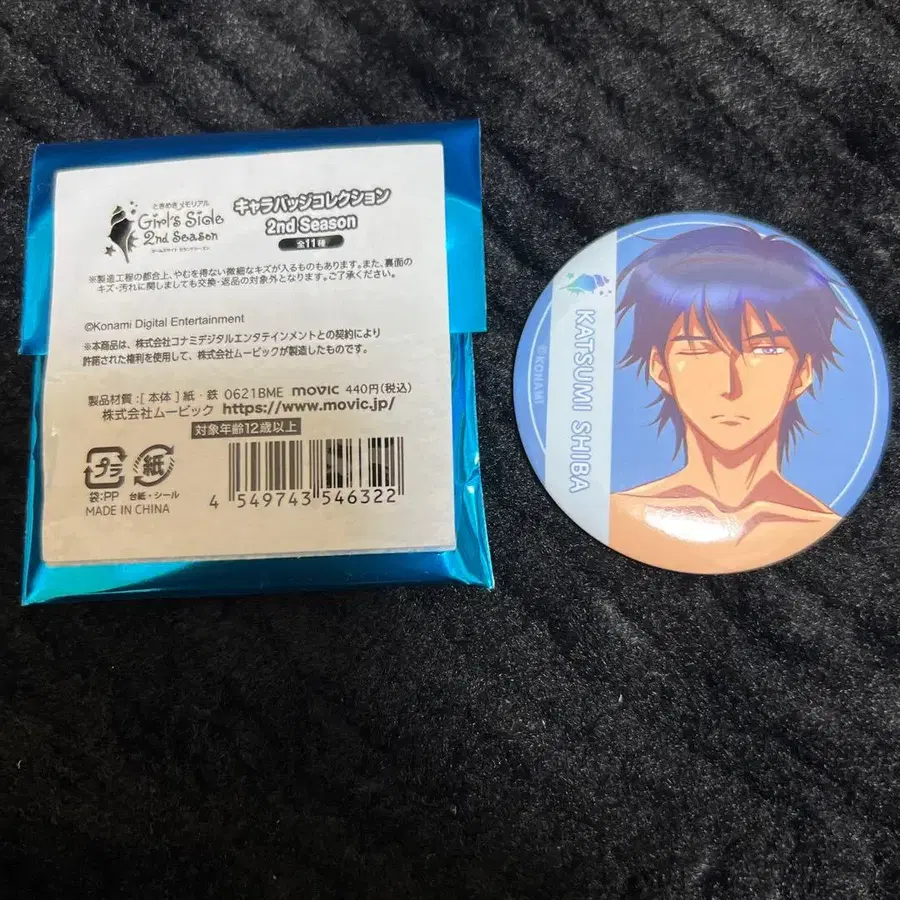 ときめきメモリアル
Girl's Side
2nd Season
ガールズサイド セカンドシーズン
キャラバッジコレクション
2nd Season
全11種
※製造工程の都合上、やむを得ない微細なキズが入るものもあります。また、裏面の
キズ・汚れに関しましても交換・返品の対象外となります。ご了承ください。
©Konami Digital Entertainment
※本商品は、株式会社コナミデジタルエンタテインメントとの契約により
許諾された権利を使用して、株式会社ムービックが製造したものです。
製品材質:[本体]紙・鉄 0621BME movic 440円(税込)
株式会社ムービック https://www.movic.jp/
対象年齢12歳以上
プラ
紙
袋:PP 台紙・シール
MADE IN CHINA
4 549743 546322
KATSUMI SHIBA
©KONAMI